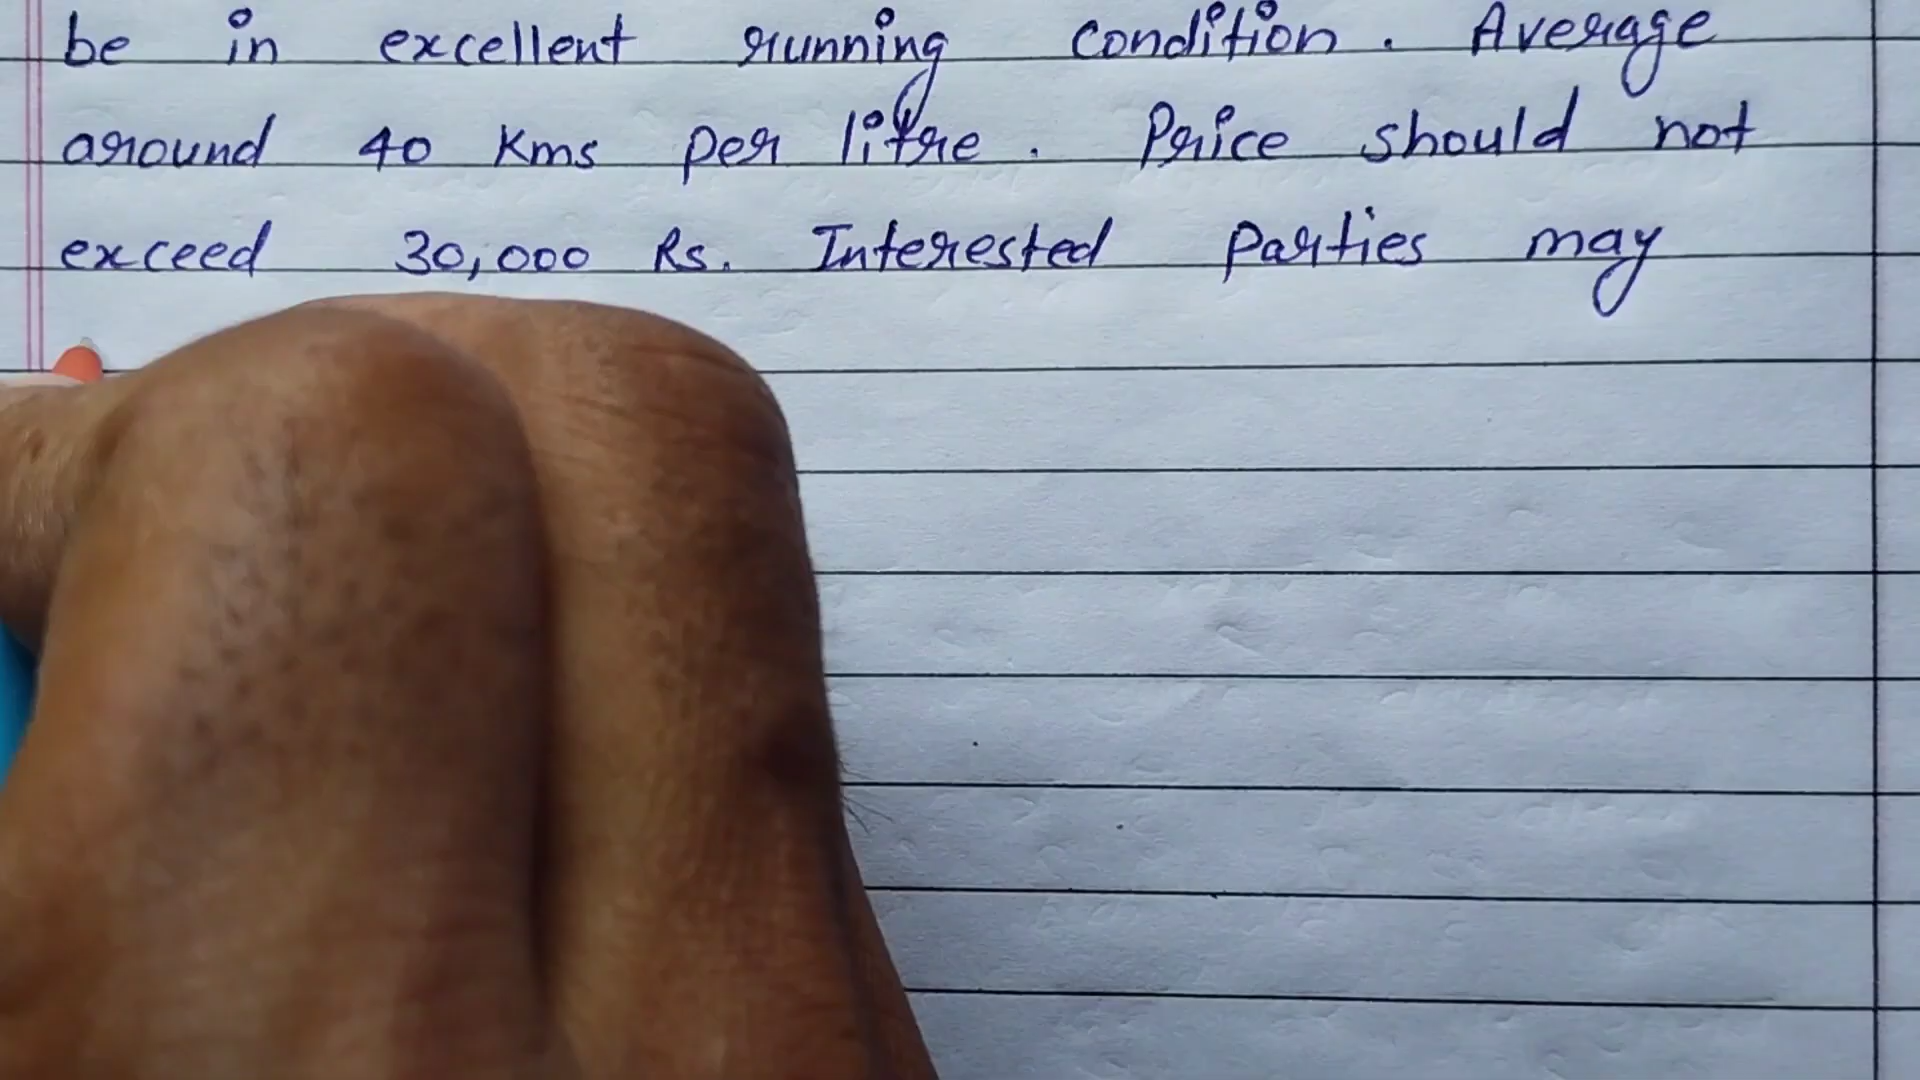 be in excellent running condition. Average
around 40 Kms per litre. Price should not
exceed 30,000 Rs. Interested parties may